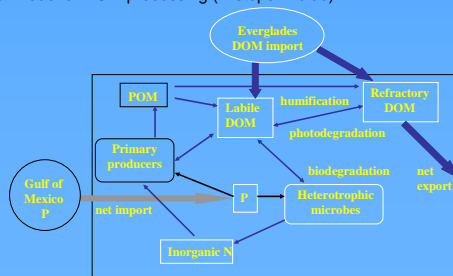 Everglades
DOM import
POM
Labile
DOM
humification
Refractory
DOM
photodegradation
Primary
producers
biodegradation
net
export
Gulf of
Mexico
P
net import
P
Heterotrophic
microbes
Inorganic N